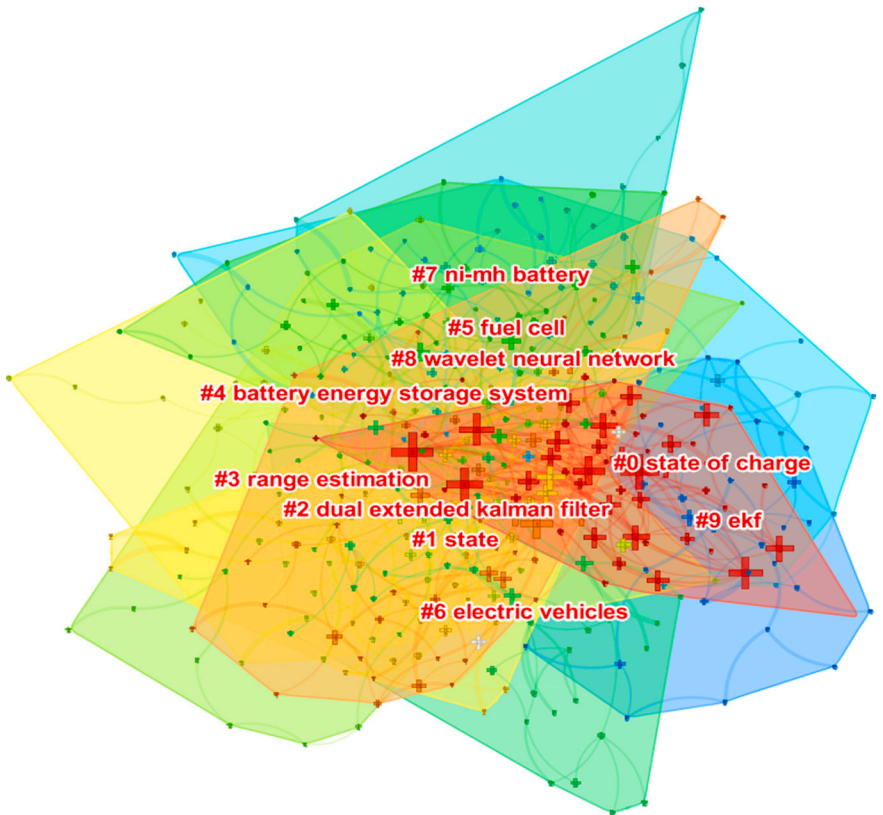 #7 ni-mh battery
#5 fuel cell
#8 wavelet neural network
#4 battery energy storage system
#0 state of charge
#3 range estimation
#2 dual extended kalman filter
#9 ekf
#1 state
#6 electric vehicles